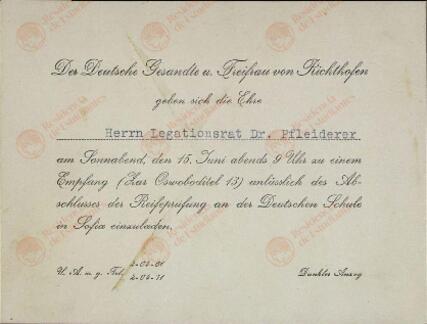 Der Deutsche Gesandte u. Freifrau von Richthofen
geben sich die Ehre
Herrn Legationsrat Dr. Pfleiderer
am Sonnabend, den 15. Juni abends 9 Uhr zu einem
Empfang (Zar Oswoboditel 13) anlässlich des Ab-
schlusses der Reifeprüfung an der Deutschen Schule
in Sofia einzuladen.
U. A. w. g. Tel.
Dunkler Anzug